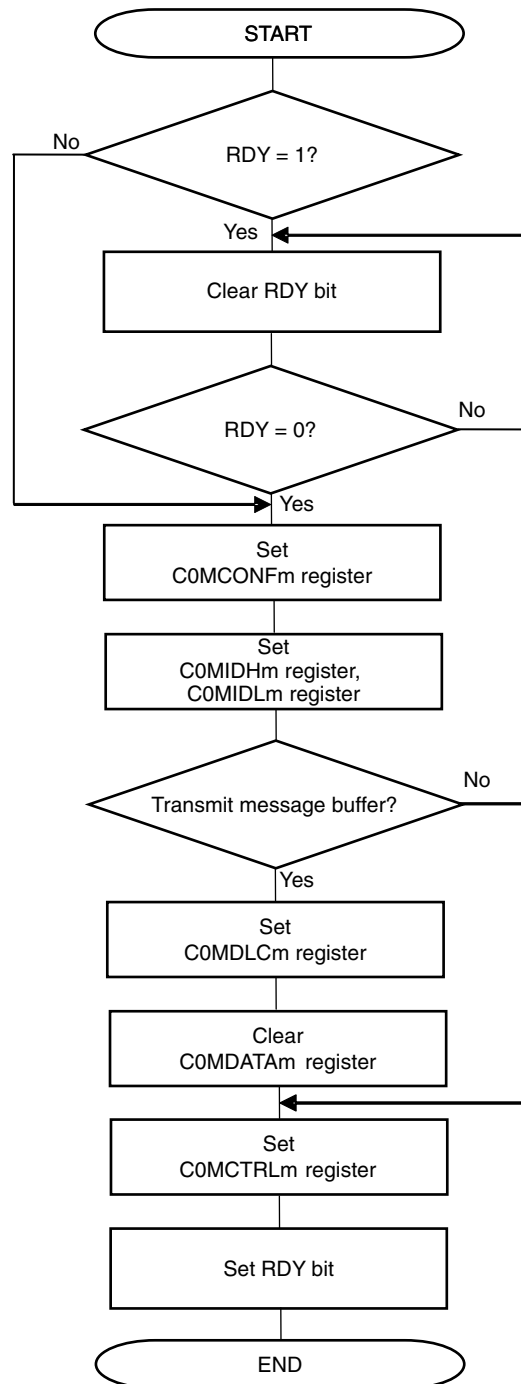 START
No
RDY = 1?
Yes
Clear RDY bit
No
RDY = 0?
Yes
Set
C0MCONFm register
Set
C0MIDHm register,
C0MIDLm register
No
Transmit message buffer?
Yes
Set
C0MDLCm register
Clear
C0MDATAm register
Set
C0MCTRLm register
Set RDY bit
END